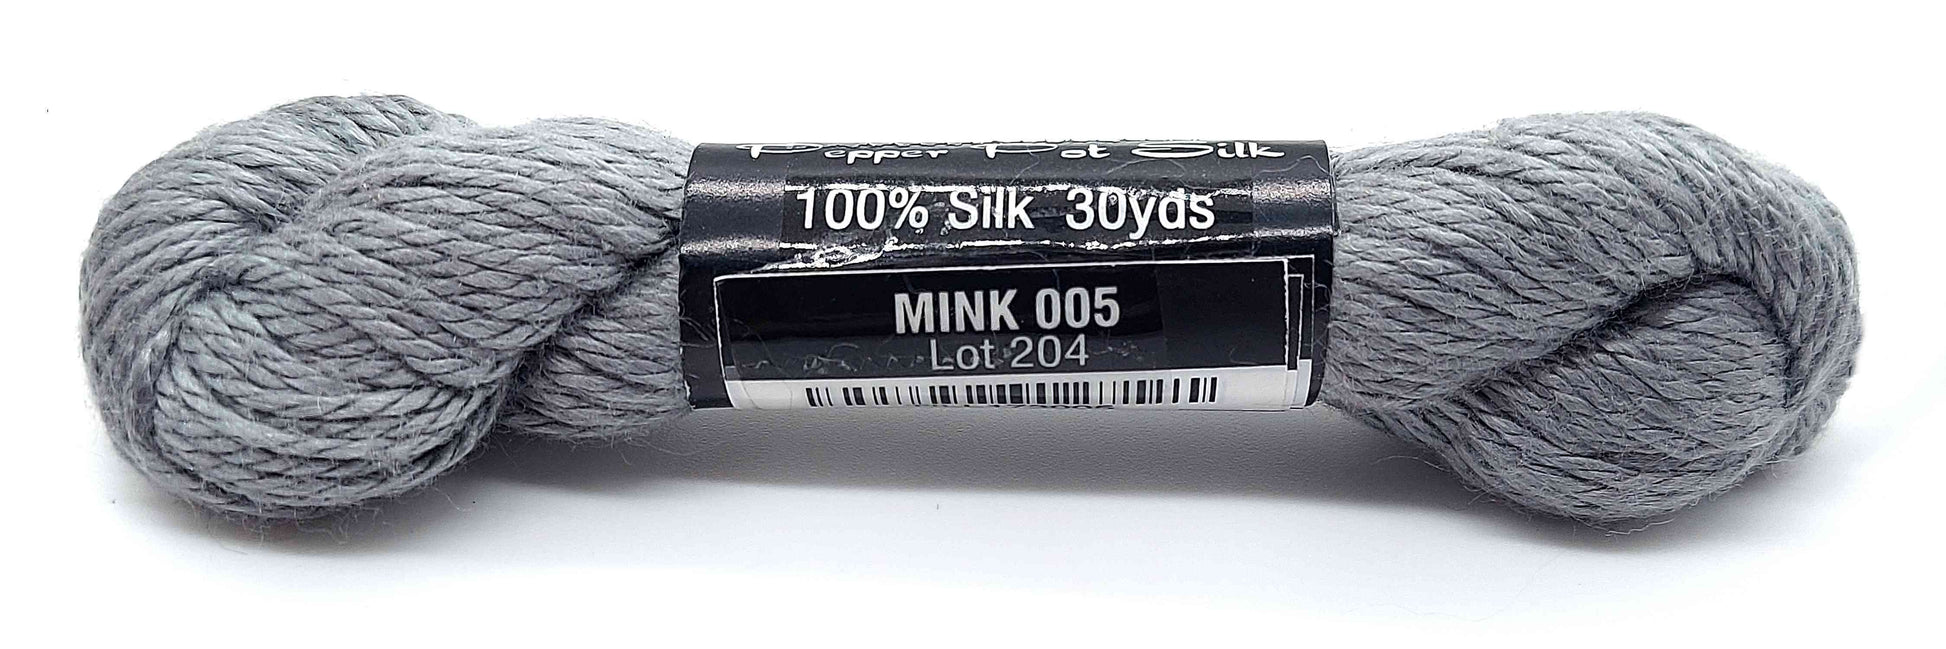 Pepper Pot Silk
100% Silk 30yds
MINK 005
Lot 204